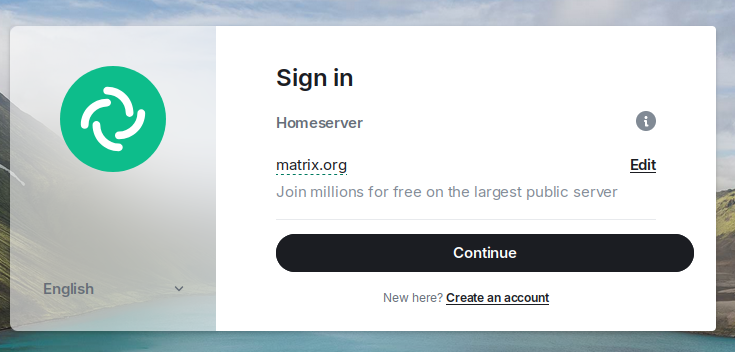 Sign in
Homeserver
matrix.org Edit
Join millions for free on the largest public server
Continue
New here? Create an account
English